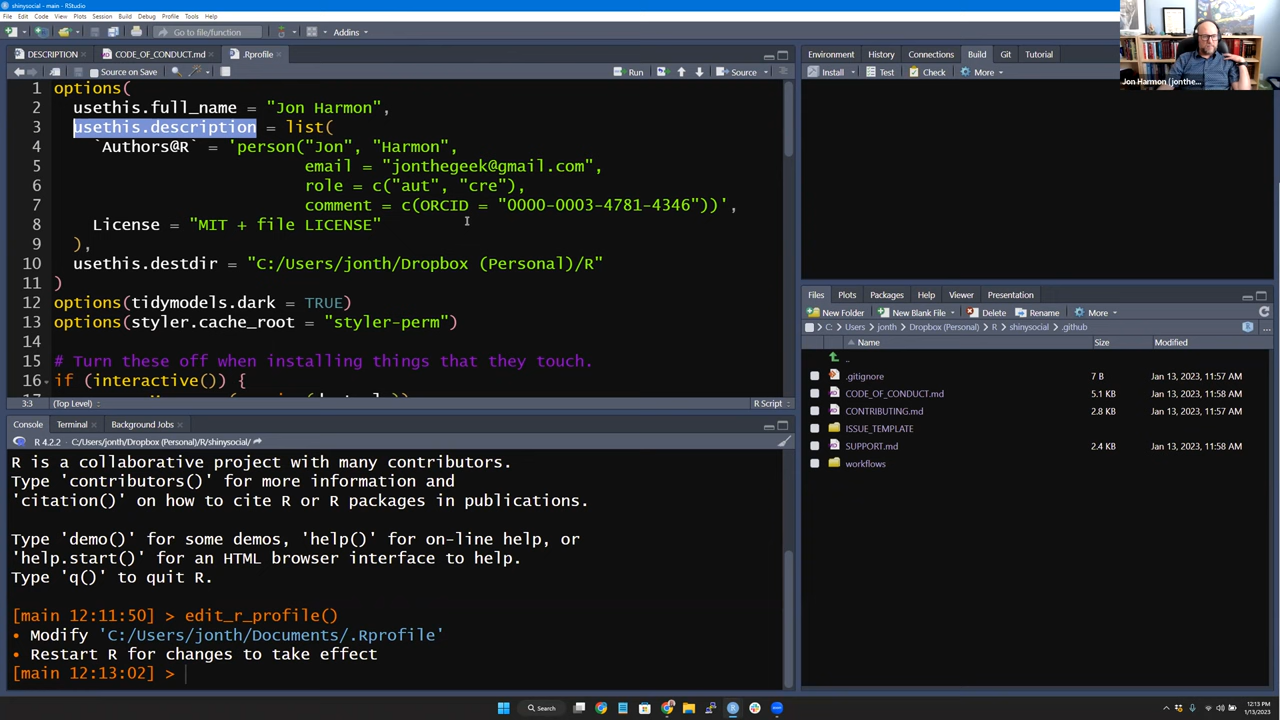 shinysocial - main - RStudio
File Edit Code View Plots Session Build Debug Profile Tools Help
Go to file/function Addins
DESCRIPTION CODE_OF_CONDUCT.md .Rprofile
Source on Save Run Source
1 options(
2 usethis.full_name = "Jon Harmon",
3 usethis.description = list(
4 `Authors@R` = 'person("Jon", "Harmon",
5 email = "jonthegeek@gmail.com",
6 role = c("aut", "cre"),
7 comment = c(ORCID = "0000-0003-4781-4346"))',
8 License = "MIT + file LICENSE"
9 ),
10 usethis.destdir = "C:/Users/jonth/Dropbox (Personal)/R"
11 )
12 options(tidymodels.dark = TRUE)
13 options(styler.cache_root = "styler-perm")
14
15 # Turn these off when installing things that they touch.
16 if (interactive()) {
3:3 (Top Level) R Script
Console Terminal Background Jobs
R 4.2.2 · C:/Users/jonth/Dropbox (Personal)/R/shinysocial/
R is a collaborative project with many contributors.
Type 'contributors()' for more information and
'citation()' on how to cite R or R packages in publications.
Type 'demo()' for some demos, 'help()' for on-line help, or
'help.start()' for an HTML browser interface to help.
Type 'q()' to quit R.
[main 12:11:50] > edit_r_profile()
• Modify 'C:/Users/jonth/Documents/.Rprofile'
• Restart R for changes to take effect
[main 12:13:02] >
Environment History Connections Build Git Tutorial
Install Test Check More
Jon Harmon (jonthe...
Files Plots Packages Help Viewer Presentation
New Folder New Blank File Delete Rename More
C: Users jonth Dropbox (Personal) R shinysocial .github
Name Size Modified
..
.gitignore 7 B Jan 13, 2023, 11:57 AM
CODE_OF_CONDUCT.md 5.1 KB Jan 13, 2023, 11:58 AM
CONTRIBUTING.md 2.8 KB Jan 13, 2023, 11:57 AM
ISSUE_TEMPLATE
SUPPORT.md 2.4 KB Jan 13, 2023, 11:58 AM
workflows
Search
12:13 PM
1/13/2023